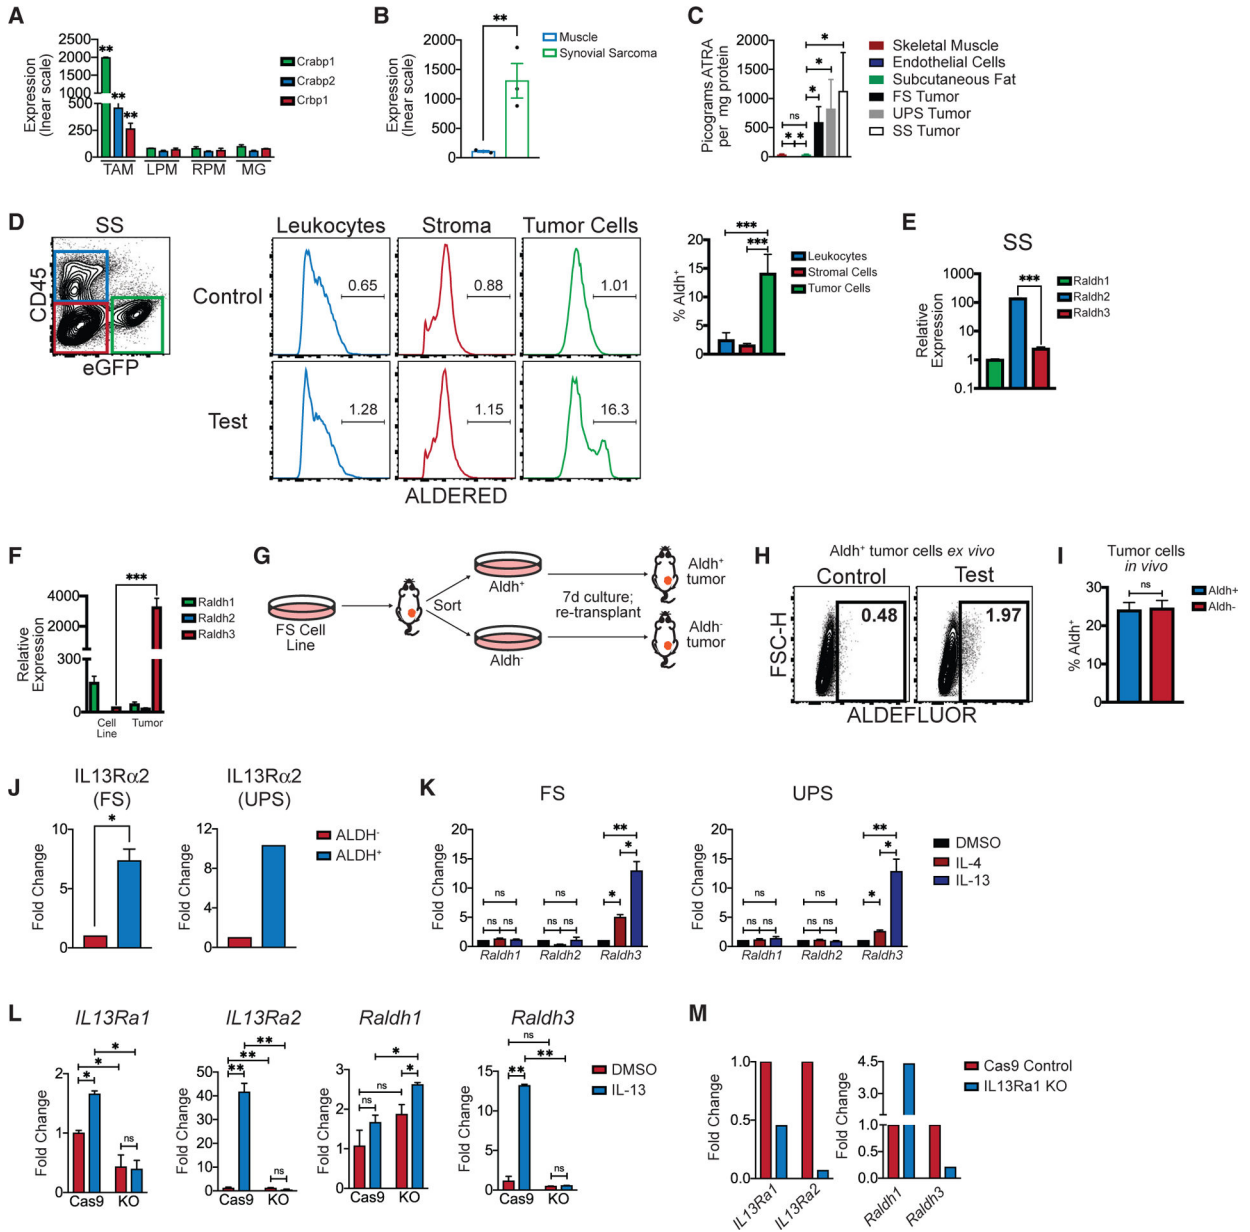 A
Expression
(lnear scale)
2500
2000
1500
1000
500
250
0
**
**
**
TAM
LPM
RPM
MG
Crabp1
Crabp2
Crbp1
B
Expression
(lnear scale)
2000
1500
1000
500
0
**
Muscle
Synovial Sarcoma
C
Picograms ATRA
per mg protein
2000
1500
1000
500
0
ns
**
*
*
*
Skeletal Muscle
Endothelial Cells
Subcutaneous Fat
FS Tumor
UPS Tumor
SS Tumor
D
SS
CD45
eGFP
Leukocytes
Stroma
Tumor Cells
Control
0.65
0.88
1.01
Test
1.28
1.15
16.3
ALDERED
% Aldh+
20
15
10
5
0
***
***
Leukocytes
Stromal Cells
Tumor Cells
E
SS
Relative
Expression
1000
100
10
1
0.1
***
Raldh1
Raldh2
Raldh3
F
Relative
Expression
4000
2000
300
0
***
Cell
Line
Tumor
Raldh1
Raldh2
Raldh3
G
FS Cell
Line
Sort
Aldh+
Aldh-
7d culture;
re-transplant
Aldh+
tumor
Aldh-
tumor
H
Aldh+ tumor cells ex vivo
Control
Test
0.48
1.97
FSC-H
ALDEFLUOR
I
Tumor cells
in vivo
% Aldh+
30
20
10
0
ns
Aldh+
Aldh-
J
IL13Rα2
(FS)
Fold Change
10
5
0
*
IL13Rα2
(UPS)
Fold Change
12
8
4
0
ALDH-
ALDH+
K
FS
Fold Change
20
15
10
5
0
ns
ns
ns
ns
ns
ns
**
*
*
Raldh1
Raldh2
Raldh3
UPS
Fold Change
20
15
10
5
0
ns
ns
ns
ns
ns
ns
**
*
*
Raldh1
Raldh2
Raldh3
DMSO
IL-4
IL-13
L
IL13Ra1
Fold Change
2
1
0
*
*
*
ns
Cas9
KO
IL13Ra2
Fold Change
50
40
30
20
10
0
**
**
**
ns
Cas9
KO
Raldh1
Fold Change
3
2
1
0
*
ns
ns
*
Cas9
KO
Raldh3
Fold Change
15
10
5
0
ns
**
**
ns
Cas9
KO
DMSO
IL-13
M
Fold Change
1.0
0.5
0.0
IL13Ra1
IL13Ra2
Fold Change
4.5
3.0
1.0
0.5
0.0
Raldh1
Raldh3
Cas9 Control
IL13Ra1 KO